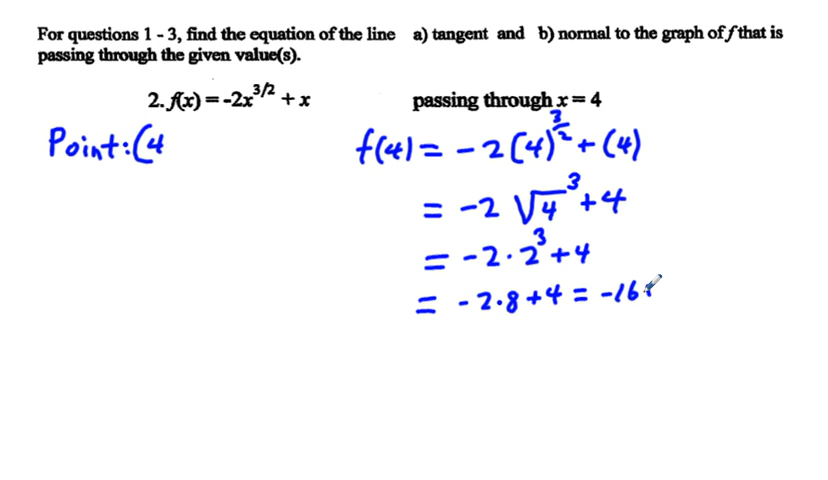 For questions 1 - 3, find the equation of the line a) tangent and b) normal to the graph of f that is
passing through the given value(s).
2. f(x) = -2x^{3/2} + x passing through x = 4
Point: (4 f(4) = -2(4)^{3/2} + (4)
= -2 √4^3 + 4
= -2 · 2^3 + 4
= -2 · 8 + 4 = -16